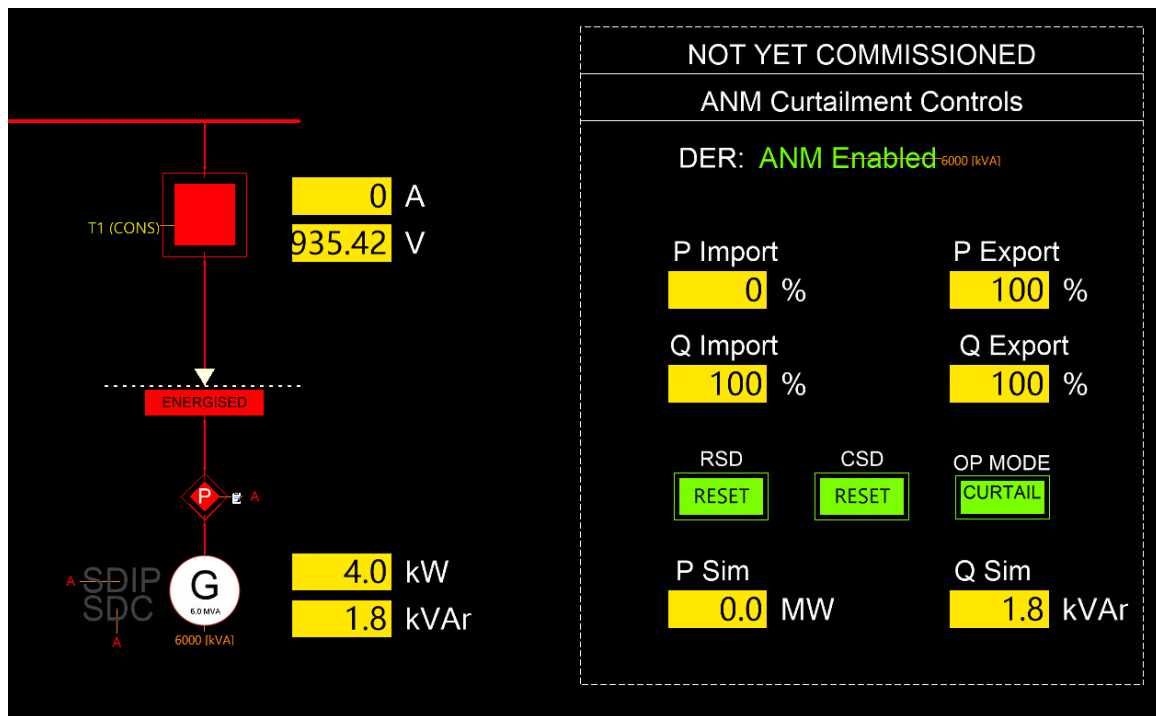 NOT YET COMMISSIONED
ANM Curtailment Controls
DER: ANM Enabled 6000 [kVA]
T1 (CONS)
0 A
935.42 V
P Import
0 %
P Export
100 %
Q Import
100 %
Q Export
100 %
ENERGISED
P A
RSD
RESET
CSD
RESET
OP MODE
CURTAIL
A SDIP
SDC
A
G
6.0 MVA
6000 [kVA]
4.0 kW
1.8 kVAr
P Sim
0.0 MW
Q Sim
1.8 kVAr